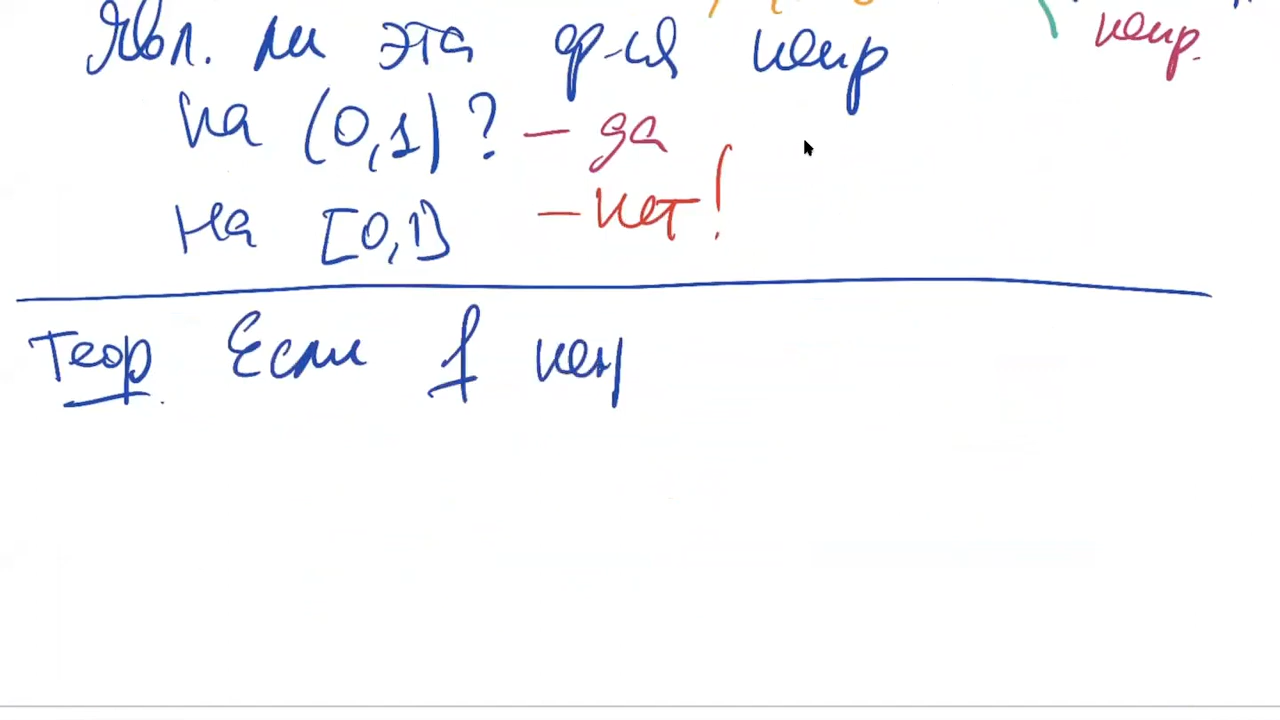 непр.
Явл. ли эта ф-ия непр
на (0,1)? - да
на [0,1] - нет!
Теор Если f неп